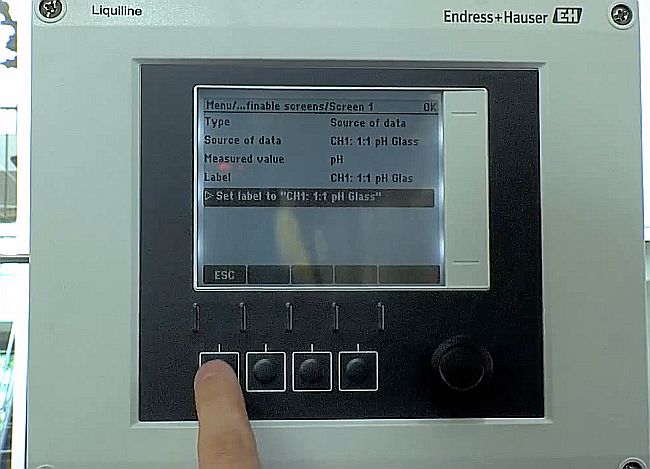 Liquiline
Endress+Hauser EH
Menu/...finable screens/Screen 1 OK
Type Source of data
Source of data CH1: 1:1 pH Glass
Measured value pH
Label CH1: 1:1 pH Glas
▷ Set label to "CH1: 1:1 pH Glass"
ESC